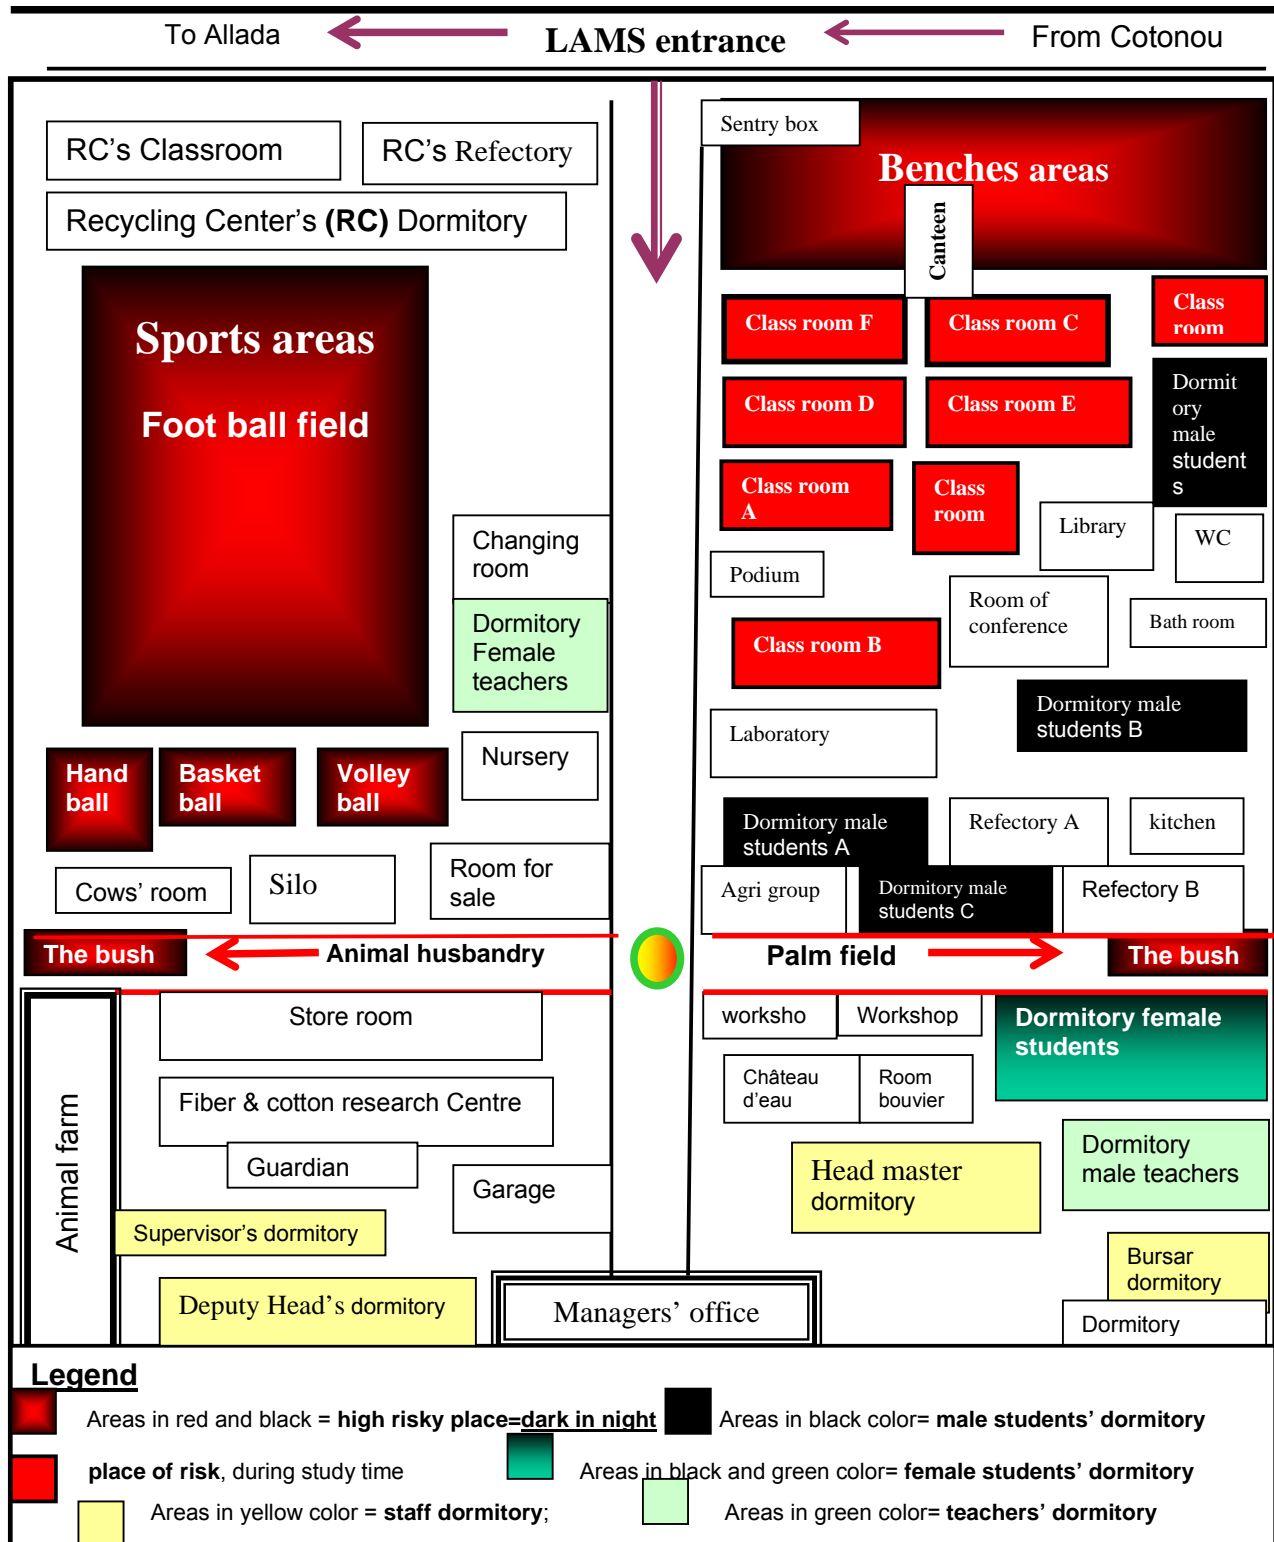 To Allada
LAMS entrance
From Cotonou
RC's Classroom
RC's Refectory
Recycling Center's (RC) Dormitory
Sports areas
Foot ball field
Changing
room
Dormitory
Female
teachers
Nursery
Hand
ball
Basket
ball
Volley
ball
Cows' room
Silo
Room for
sale
The bush
Animal husbandry
Sentry box
Benches areas
Canteen
Class room F
Class room C
Class
room
Class room D
Class room E
Dormit
ory
male
student
s
Class room
A
Class
room
Library
WC
Podium
Room of
conference
Bath room
Class room B
Dormitory male
students B
Laboratory
Dormitory male
students A
Refectory A
kitchen
Agri group
Dormitory male
students C
Refectory B
Palm field
The bush
Animal farm
Store room
Fiber & cotton research Centre
Guardian
Garage
Supervisor's dormitory
Deputy Head's dormitory
Managers' office
worksho
Workshop
Dormitory female
students
Château
d'eau
Room
bouvier
Head master
dormitory
Dormitory
male teachers
Bursar
dormitory
Dormitory
Legend
Areas in red and black = high risky place=dark in night
Areas in black color= male students' dormitory
place of risk, during study time
Areas in black and green color= female students' dormitory
Areas in yellow color = staff dormitory;
Areas in green color= teachers' dormitory